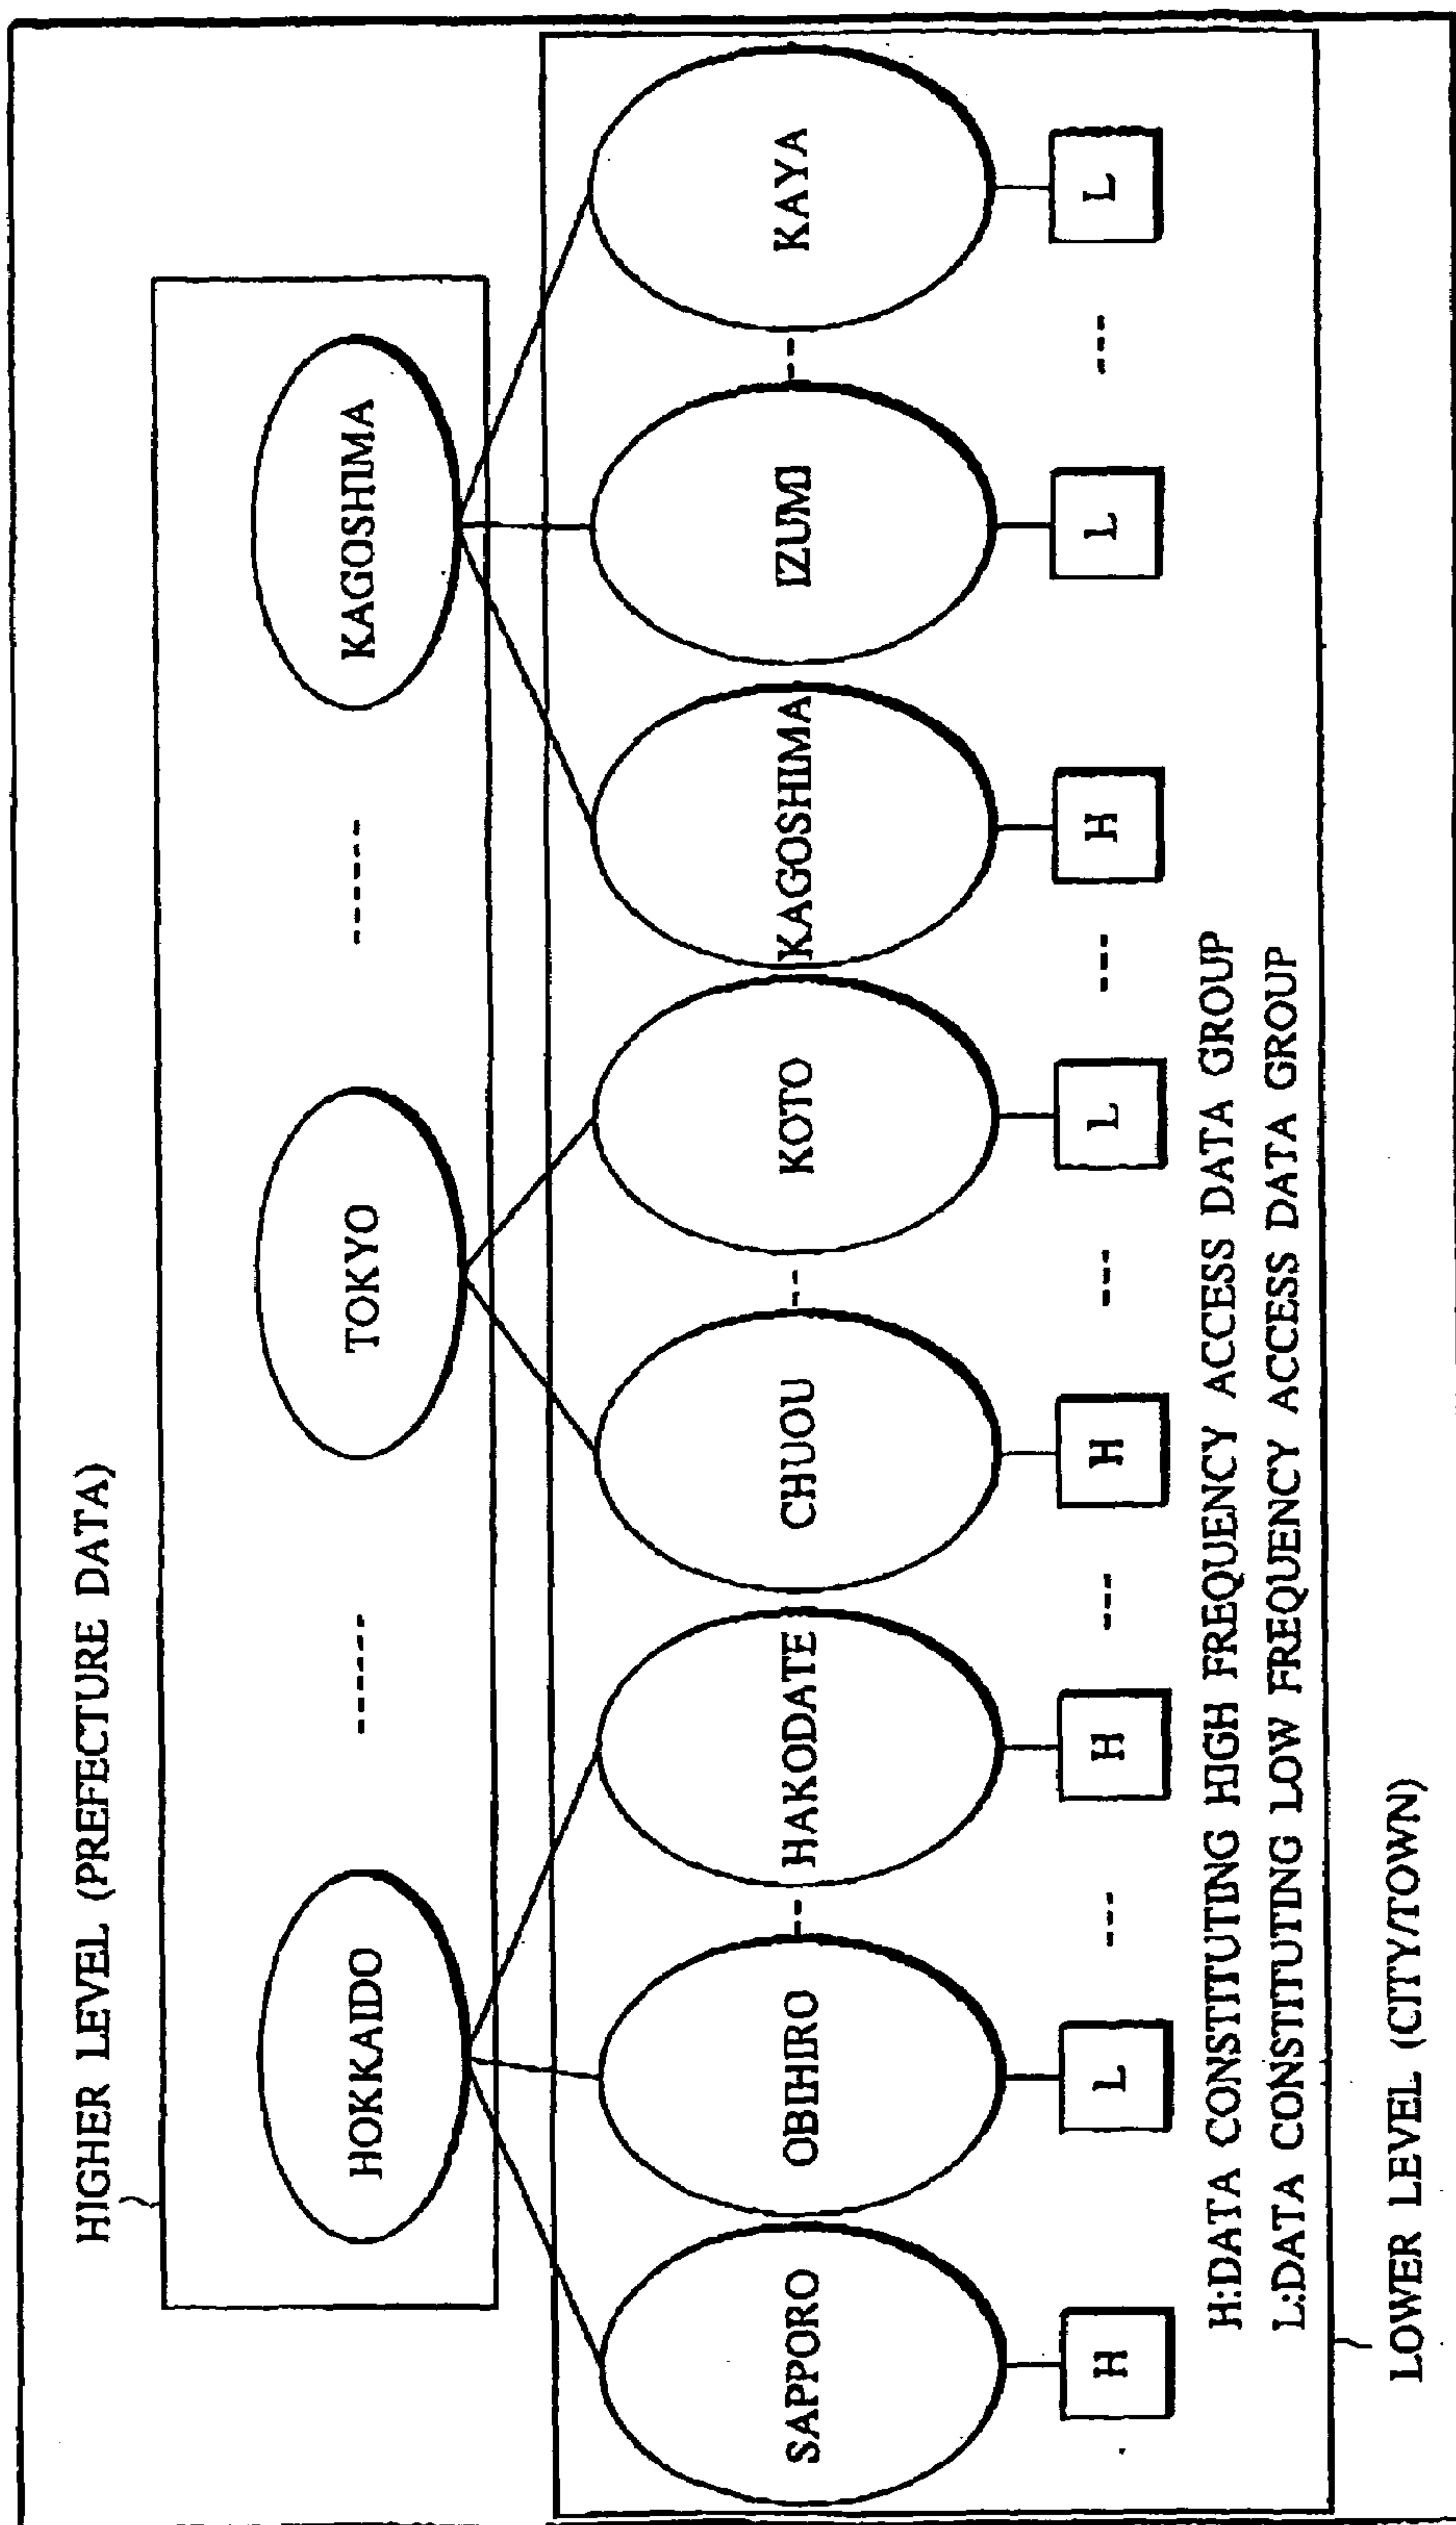 HIGHER LEVEL (PREFECTURE DATA)
HOKKAIDO ----- TOKYO ------ KAGOSHIMA
SAPPORO OBIHIRO -- HAKODATE CHUOU -- KOTO KAGOSHIMA IZUMI -- KAYA
H L --- H --- H --- L --- H L --- L
H:DATA CONSTITUTING HIGH FREQUENCY ACCESS DATA GROUP
L:DATA CONSTITUTING LOW FREQUENCY ACCESS DATA GROUP
LOWER LEVEL (CITY/TOWN)